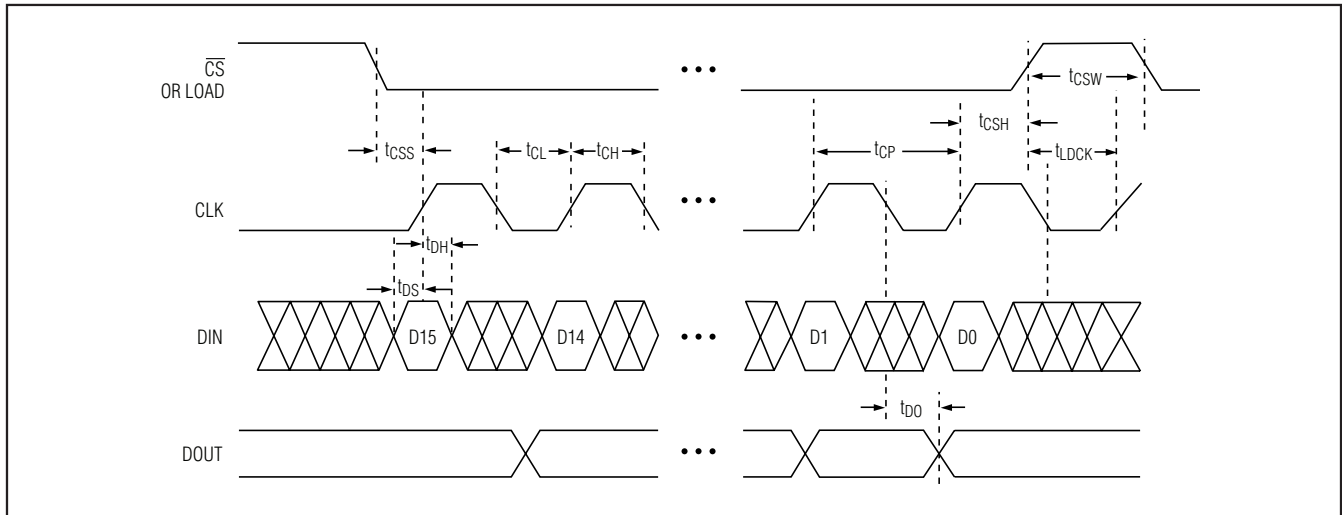 CS
OR LOAD
• • •
tCSW
tCSH
tCSS
tCL
tCH
tCP
tLDCK
CLK
• • •
tDH
tDS
DIN
D15
D14
• • •
D1
D0
tDO
DOUT
• • •